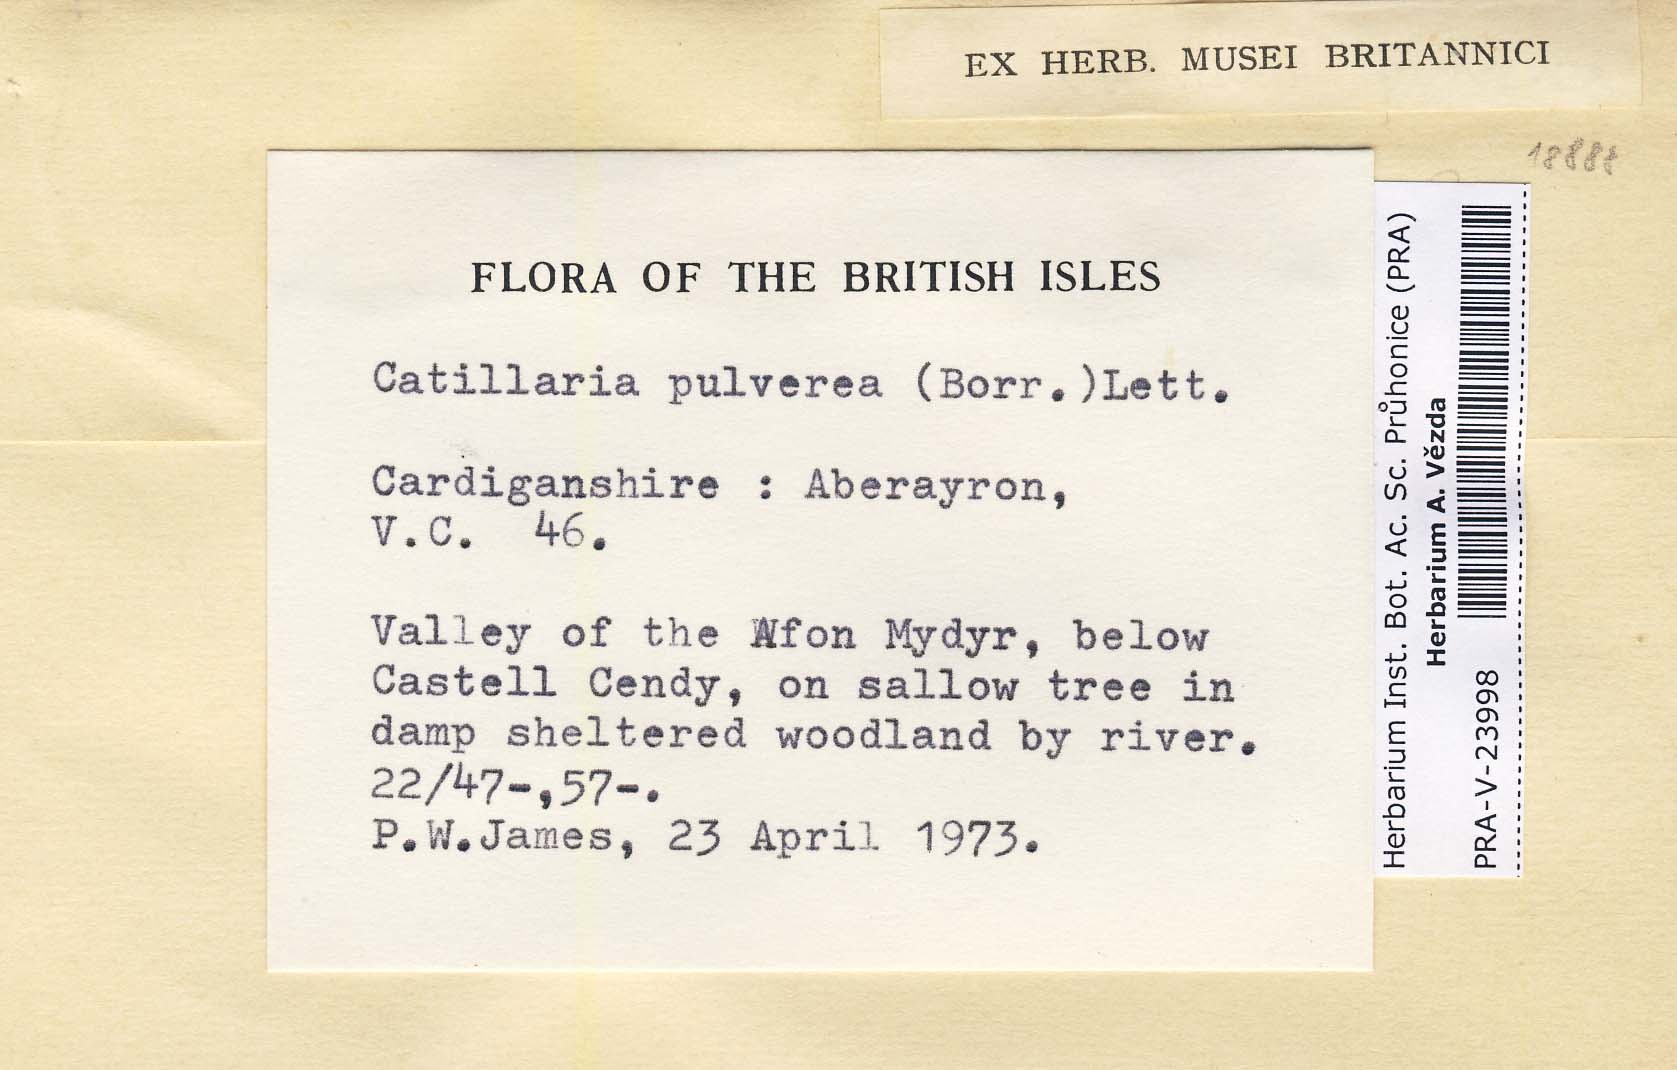 EX HERB. MUSEI BRITANNICI
18888
FLORA OF THE BRITISH ISLES
Catillaria pulverea (Borr.)Lett.
Cardiganshire : Aberayron,
V.C. 46.
Valley of the Afon Mydyr, below
Castell Cendy, on sallow tree in
damp sheltered woodland by river.
22/47-,57-.
P.W.James, 23 April 1973.
Herbarium Inst. Bot. Ac. Sc. Průhonice (PRA)
Herbarium A. Vězda
PRA-V-23998